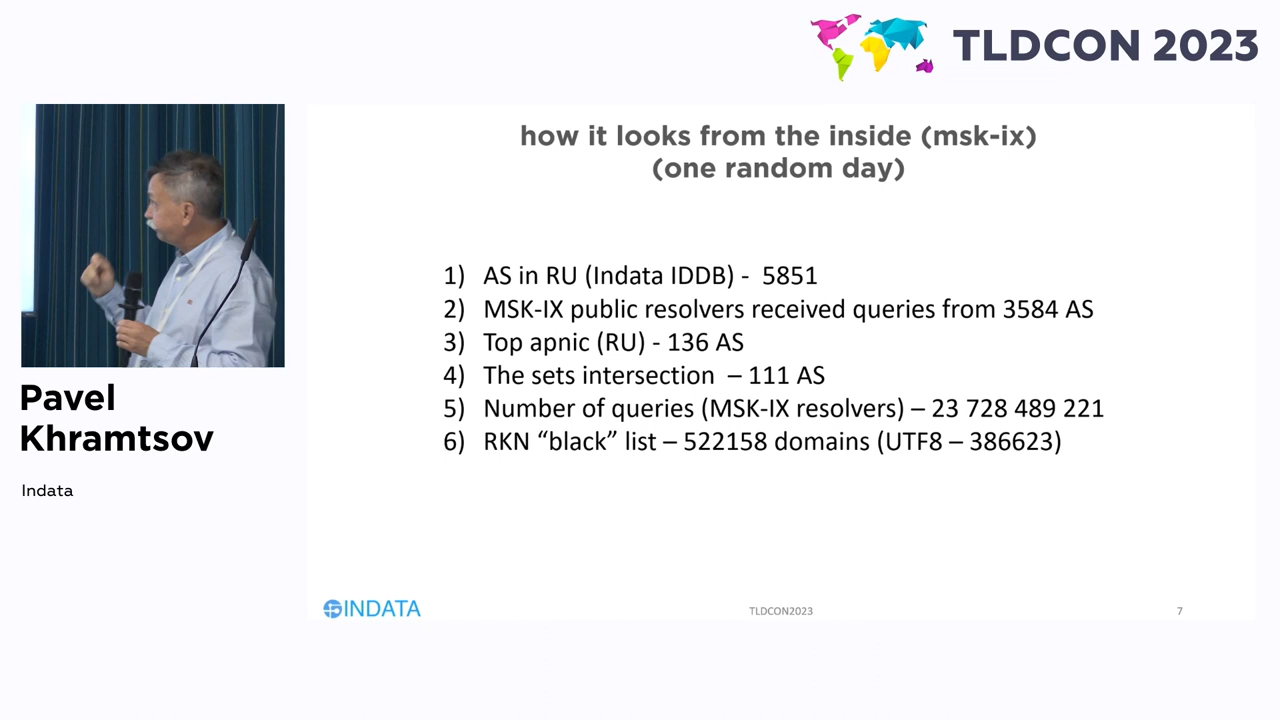 TLDCON 2023
how it looks from the inside (msk-ix)
(one random day)
1) AS in RU (Indata IDDB) - 5851
2) MSK-IX public resolvers received queries from 3584 AS
3) Top apnic (RU) - 136 AS
4) The sets intersection – 111 AS
5) Number of queries (MSK-IX resolvers) – 23 728 489 221
6) RKN “black” list – 522158 domains (UTF8 – 386623)
Pavel
Khramtsov
Indata
INDATA
TLDCON2023
7